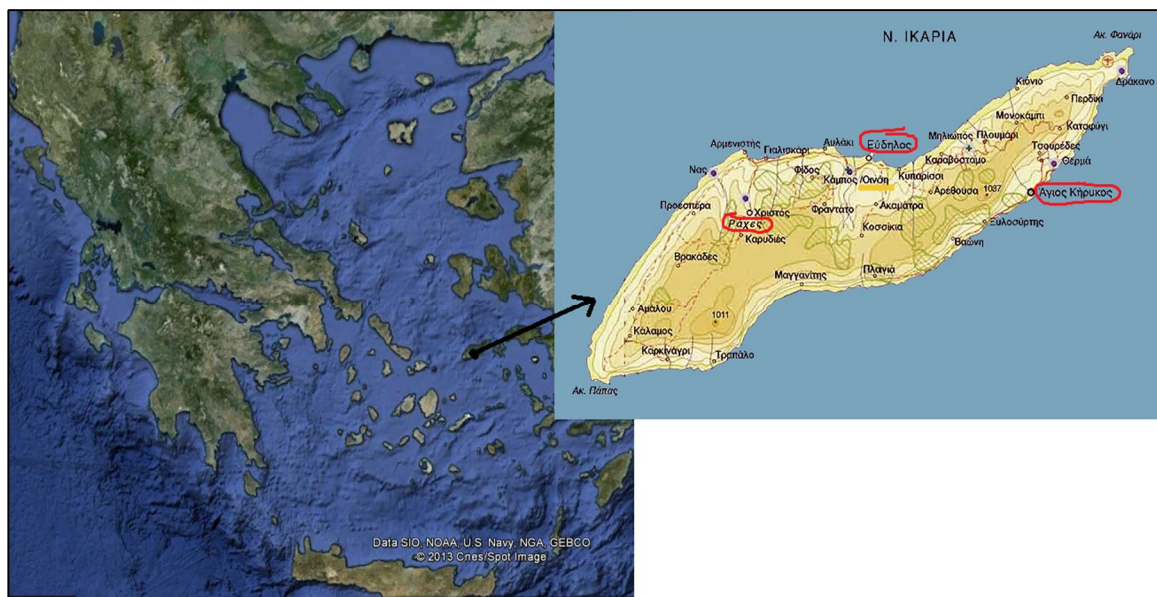 Ν. ΙΚΑΡΙΑ
Ακ. Φανάρι
Δράκανο
Κιόνιο
Περδίκι
Μονοκάμπι
Καταφύγι
Μηλιωπός
Πλουμάρι
Τσουρέδες
Θέρμά
Καραβόσταμο
Εύδηλος
Αυλάκι
Γιαλισκάρι
Αρμενιστής
Νας
Φίδος
Κάμπος
/Οινόη
Κυπαρίσσι
Αρέθουσα
1037
Άγιος Κήρυκος
Προεσπέρα
Χριστός
Ράχες
Φραντάτο
Ακαμάτρα
Ξυλοσύρτης
Καρυδιές
Κοσσίκια
Βαώνη
Βρακάδες
Μαγγανίτης
Πλαγιά
Αμάλου
1011
Κάλαμος
Καρκινάγρι
Τραπάλο
Ακ. Πάπας
Data SIO, NOAA, U.S. Navy, NGA, GEBCO
© 2013 Cnes/Spot Image